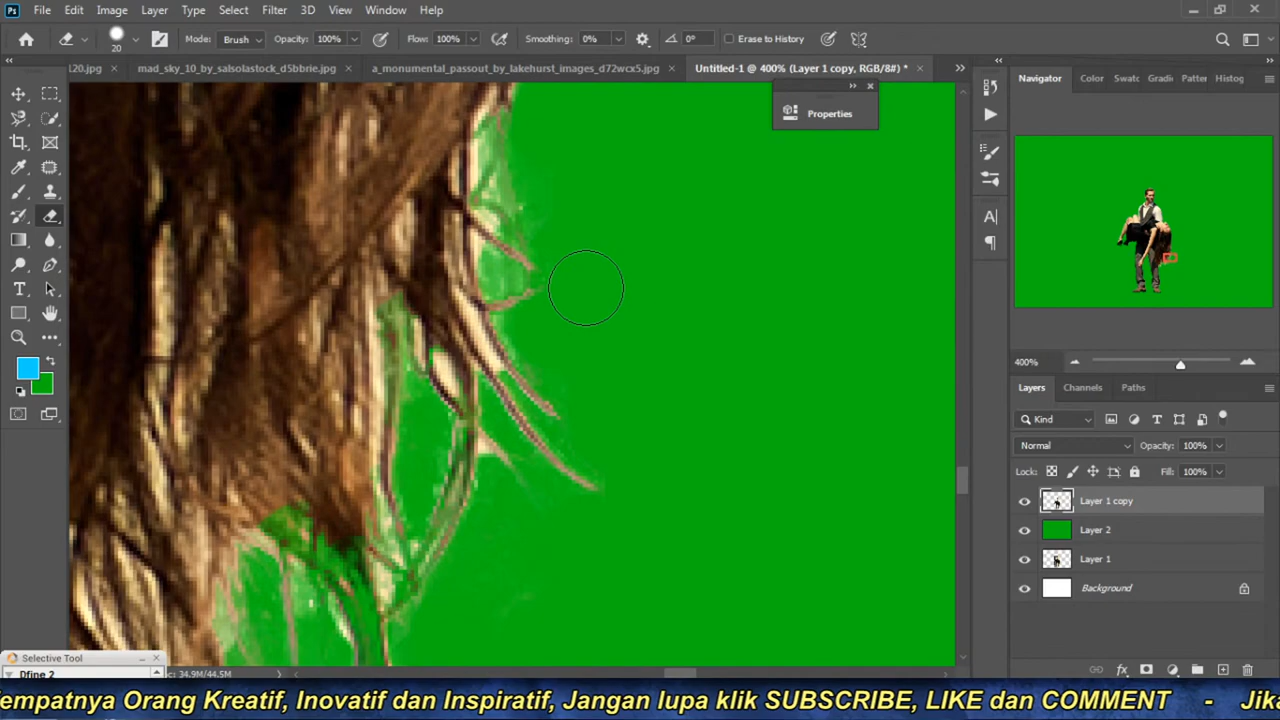 Ps File Edit Image Layer Type Select Filter 3D View Window Help
20 Mode: Brush Opacity: 100% Flow: 100% Smoothing: 0% 0° Erase to History
L20.jpg × mad_sky_10_by_salsolastock_d5bbrie.jpg × a_monumental_passout_by_lakehurst_images_d72wcx5.jpg × Untitled-1 @ 400% (Layer 1 copy, RGB/8#) * ×
Properties
Navigator Color Swatc Gradi Patter Histog
400%
Layers Channels Paths
Kind
Normal Opacity: 100%
Lock: Fill: 100%
Layer 1 copy
Layer 2
Layer 1
Background
Selective Tool
Dfine 2
c: 34.9M/44.5M
empatnya Orang Kreatif, Inovatif dan Inspiratif, Jangan lupa klik SUBSCRIBE, LIKE dan COMMENT - Jika